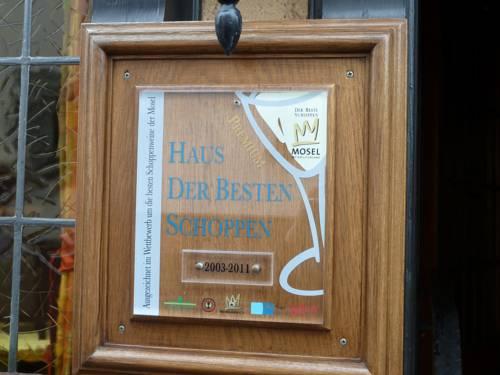 Ausgezeichnet im Wettbewerb um die besten Schoppenweine der Mosel
PREMIUM
DER BESTE
SCHOPPEN
MOSEL
HAUS
DER BESTEN
SCHOPPEN
2003-2011